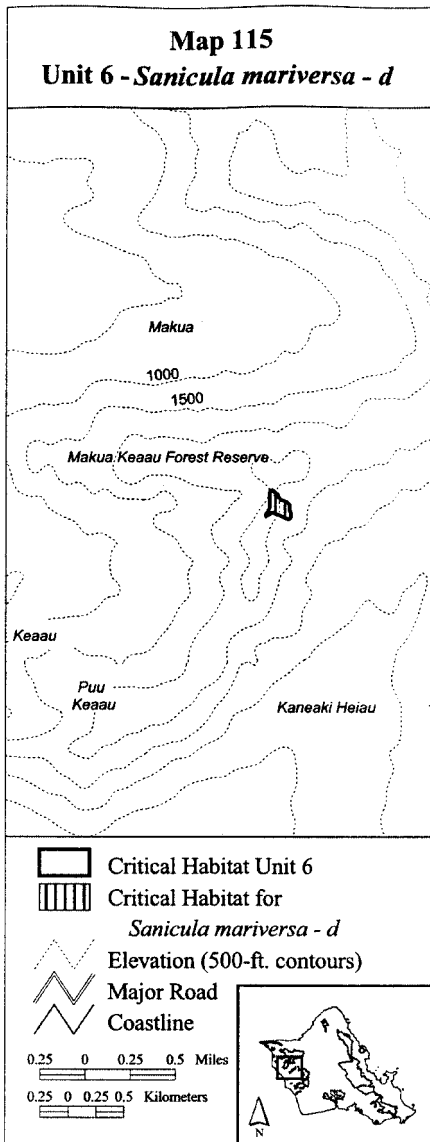 Map 115
Unit 6 - Sanicula mariversa - d
Makua
1000
1500
Makua Keaau Forest Reserve
Keaau
Puu
Keaau
Kaneaki Heiau
Critical Habitat Unit 6
Critical Habitat for
Sanicula mariversa - d
Elevation (500-ft. contours)
Major Road
Coastline
0.25 0 0.25 0.5 Miles
0.25 0 0.25 0.5 Kilometers
N